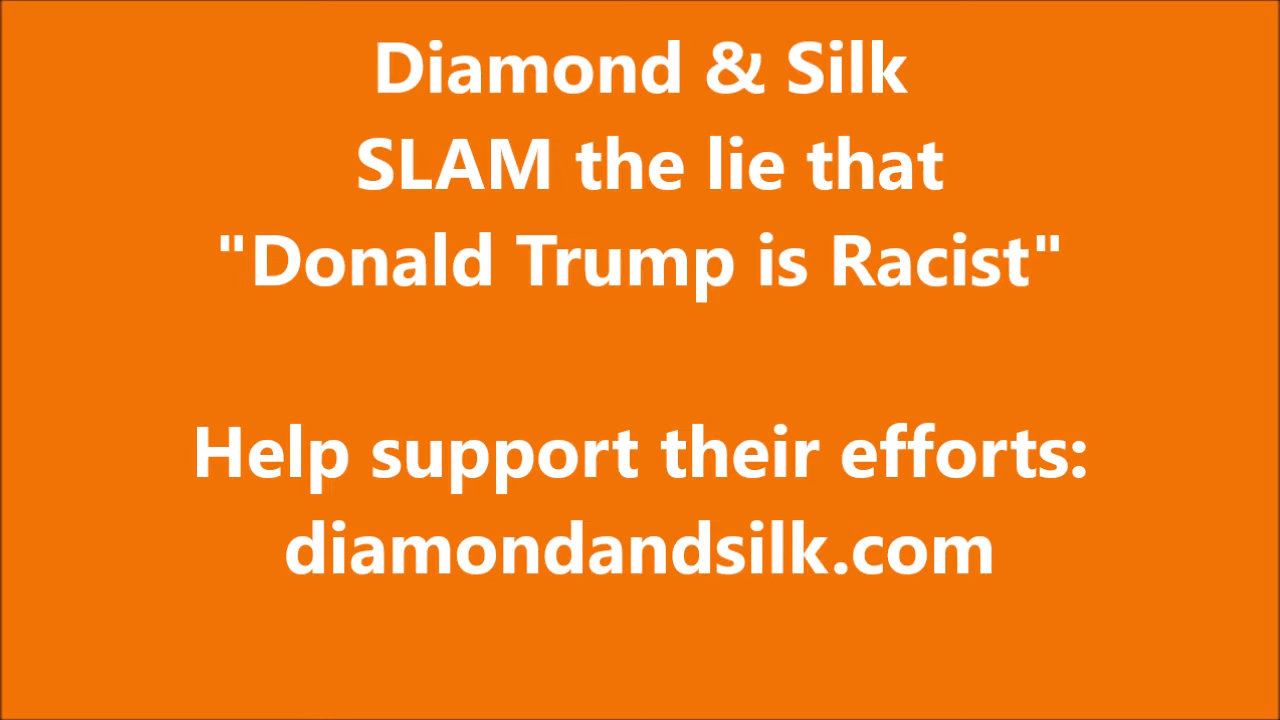 Diamond & Silk
SLAM the lie that
"Donald Trump is Racist"
Help support their efforts:
diamondandsilk.com